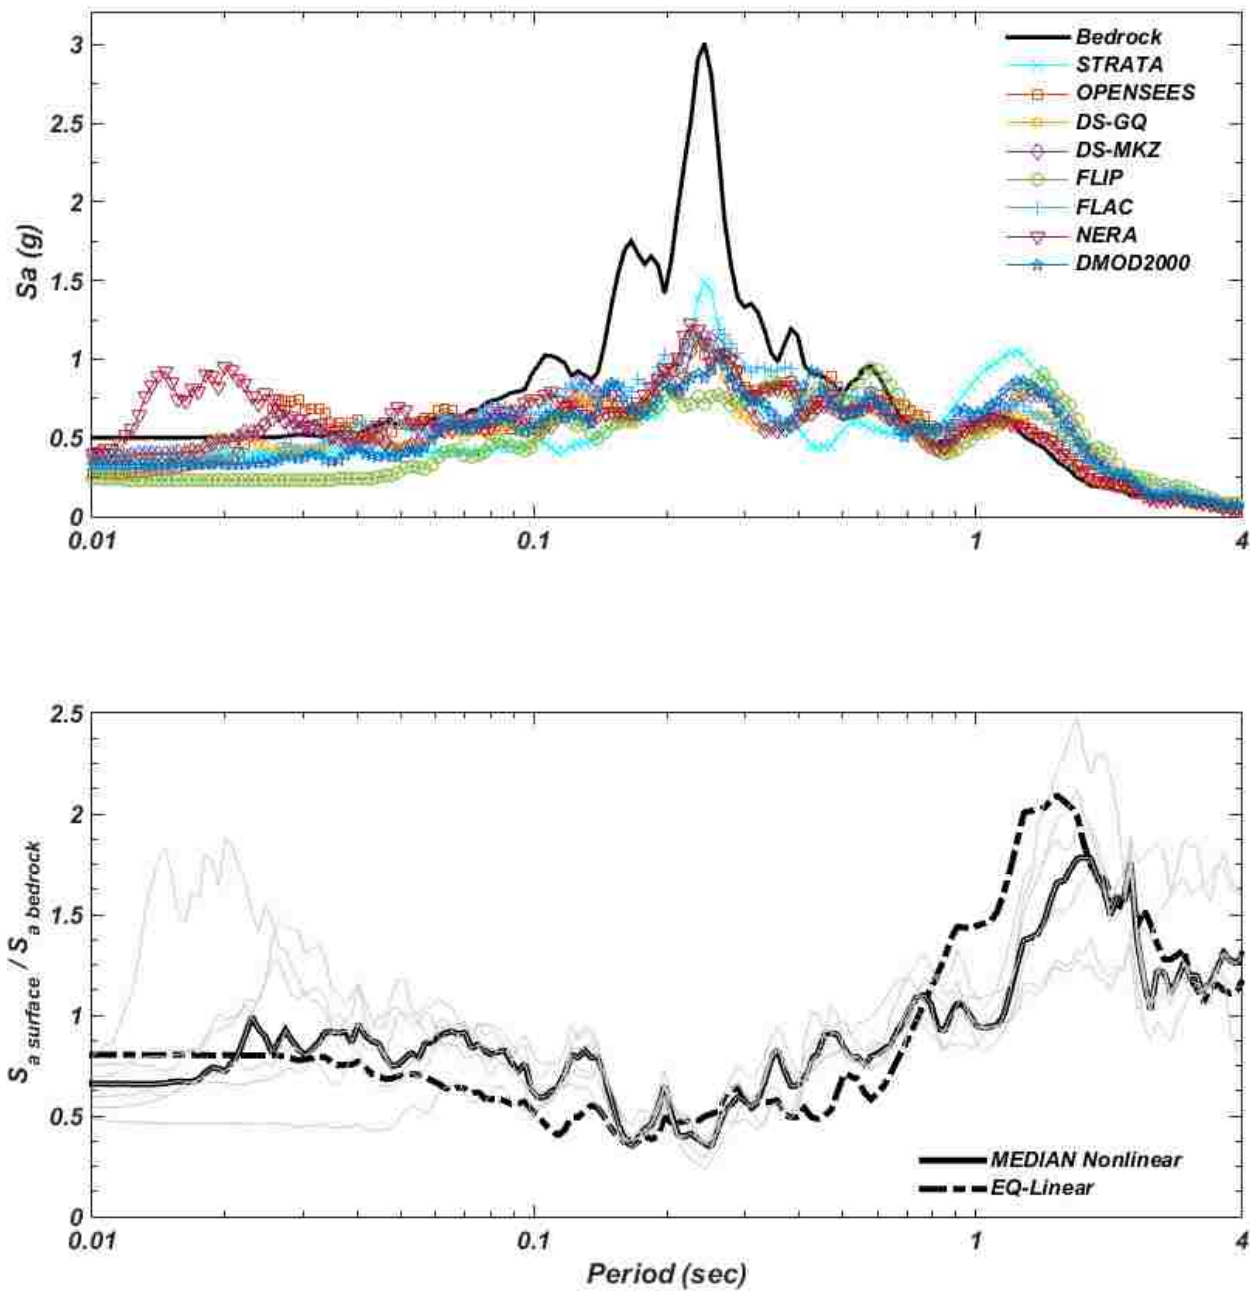 3
2.5
2
1.5
1
0.5
0
Sa (g)
Bedrock
STRATA
OPENSEES
DS-GQ
DS-MKZ
FLIP
FLAC
NERA
DMOD2000
0.01 0.1 1 4
2.5
2
1.5
1
0.5
0
S a surface / S a bedrock
MEDIAN Nonlinear
EQ-Linear
0.01 0.1 1 4
Period (sec)